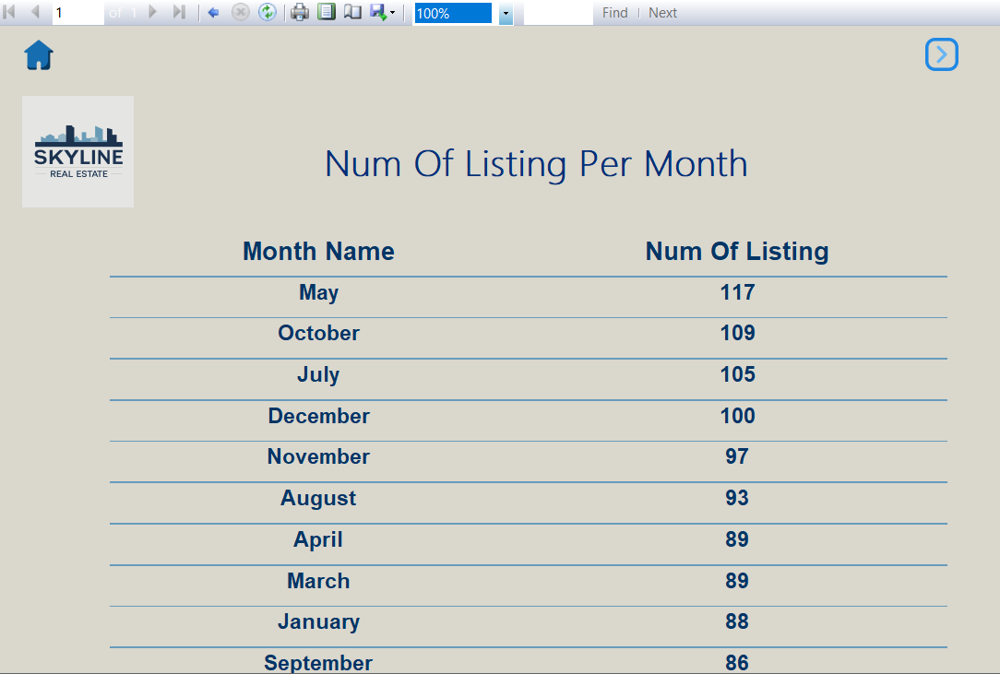 1 of 1 100% Find Next
SKYLINE
REAL ESTATE
Num Of Listing Per Month
Month Name Num Of Listing
May 117
October 109
July 105
December 100
November 97
August 93
April 89
March 89
January 88
September 86